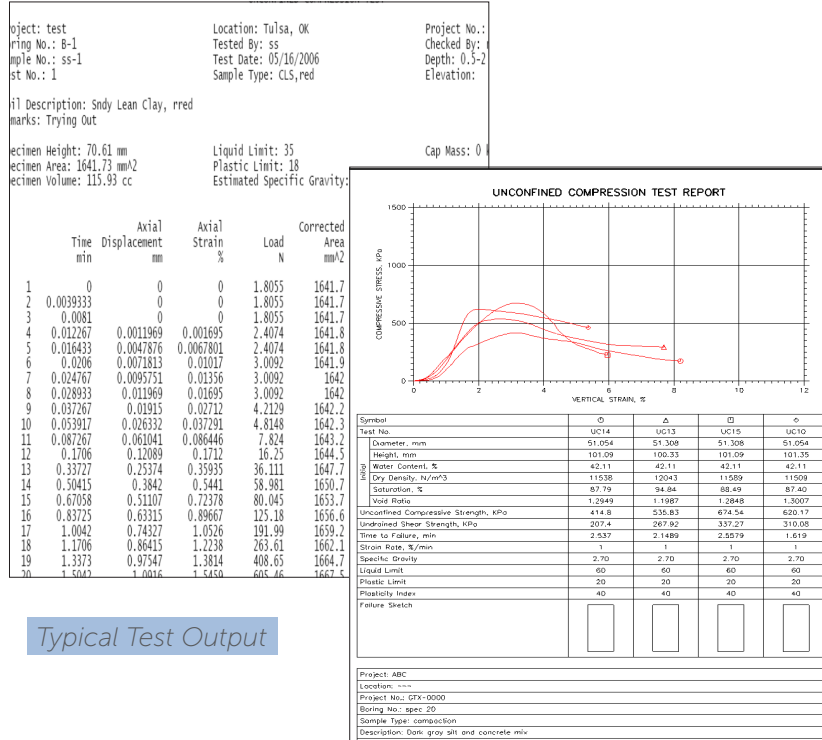 oject: test Location: Tulsa, OK Project No.:
ring No.: B-1 Tested By: ss Checked By:
mple No.: ss-1 Test Date: 05/16/2006 Depth: 0.5-2
st No.: 1 Sample Type: CLS,red Elevation:
il Description: Sndy Lean Clay, rred
marks: Trying Out
ecimen Height: 70.61 mm Liquid Limit: 35 Cap Mass: 0
ecimen Area: 1641.73 mm^2 Plastic Limit: 18
ecimen Volume: 115.93 cc Estimated Specific Gravity:
Axial Axial Corrected
Time Displacement Strain Load Area
min mm % N mm^2
1 0 0 0 1.8055 1641.7
2 0.0039333 0 0 1.8055 1641.7
3 0.0081 0 0 1.8055 1641.7
4 0.012267 0.0011969 0.001695 2.4074 1641.8
5 0.016433 0.0047876 0.0067801 2.4074 1641.8
6 0.0206 0.0071813 0.01017 3.0092 1641.9
7 0.024767 0.0095751 0.01356 3.0092 1642
8 0.028933 0.011969 0.01695 3.0092 1642
9 0.037267 0.01915 0.02712 4.2129 1642.2
10 0.053917 0.026332 0.037291 4.8148 1642.3
11 0.087267 0.061041 0.086446 7.824 1643.2
12 0.1706 0.12089 0.1712 16.25 1644.5
13 0.33727 0.25374 0.35935 36.111 1647.7
14 0.50415 0.3842 0.5441 58.981 1650.7
15 0.67058 0.51107 0.72378 80.045 1653.7
16 0.83725 0.63315 0.89667 125.18 1656.6
17 1.0042 0.74327 1.0526 191.99 1659.2
18 1.1706 0.86415 1.2238 263.61 1662.1
19 1.3373 0.97547 1.3814 408.65 1664.7
20 1.5042 1.0916 1.5459 605.46 1667.5
Typical Test Output
UNCONFINED COMPRESSION TEST REPORT
1500
1000
500
0
COMPRESSIVE STRESS, KPa
0 2 4 6 8 10 12
VERTICAL STRAIN, %
Symbol
Test No. UC14 UC13 UC15 UC10
Initial
Diameter, mm 51.054 51.308 51.308 51.054
Height, mm 101.09 100.33 101.09 101.35
Water Content, % 42.11 42.11 42.11 42.11
Dry Density, N/m^3 11538 12043 11589 11509
Saturation, % 87.79 94.84 88.49 87.40
Void Ratio 1.2949 1.1987 1.2848 1.3007
Unconfined Compressive Strength, KPa 414.8 535.83 674.54 620.17
Undrained Shear Strength, KPa 207.4 267.92 337.27 310.08
Time to Failure, min 2.537 2.1489 2.5579 1.619
Strain Rate, %/min 1 1 1 1
Specific Gravity 2.70 2.70 2.70 2.70
Liquid Limit 60 60 60 60
Plastic Limit 20 20 20 20
Plasticity Index 40 40 40 40
Failure Sketch
Project: ABC
Location: ~~~
Project No.: GTX-0000
Boring No.: spec 20
Sample Type: compaction
Description: Dark gray silt and concrete mix